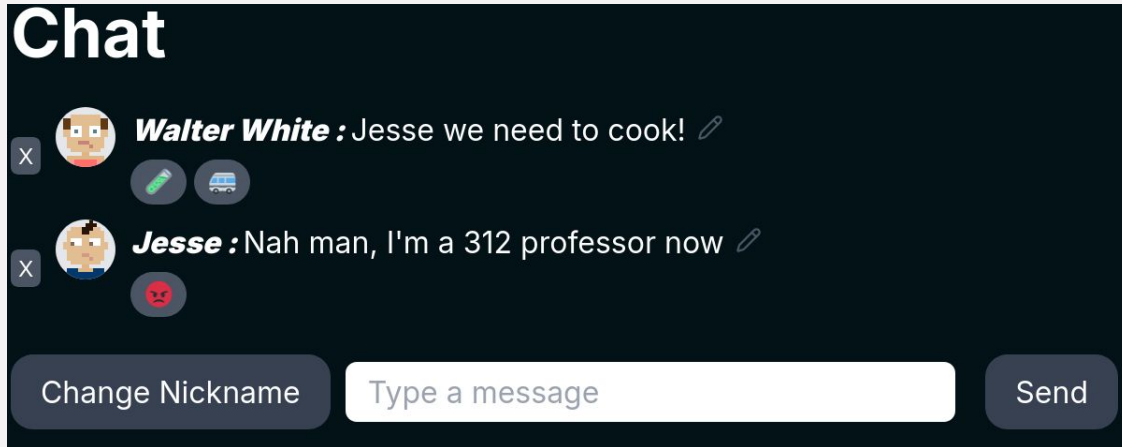 Chat
Walter White : Jesse we need to cook!
X
Jesse : Nah man, I'm a 312 professor now
X
Change Nickname Type a message Send